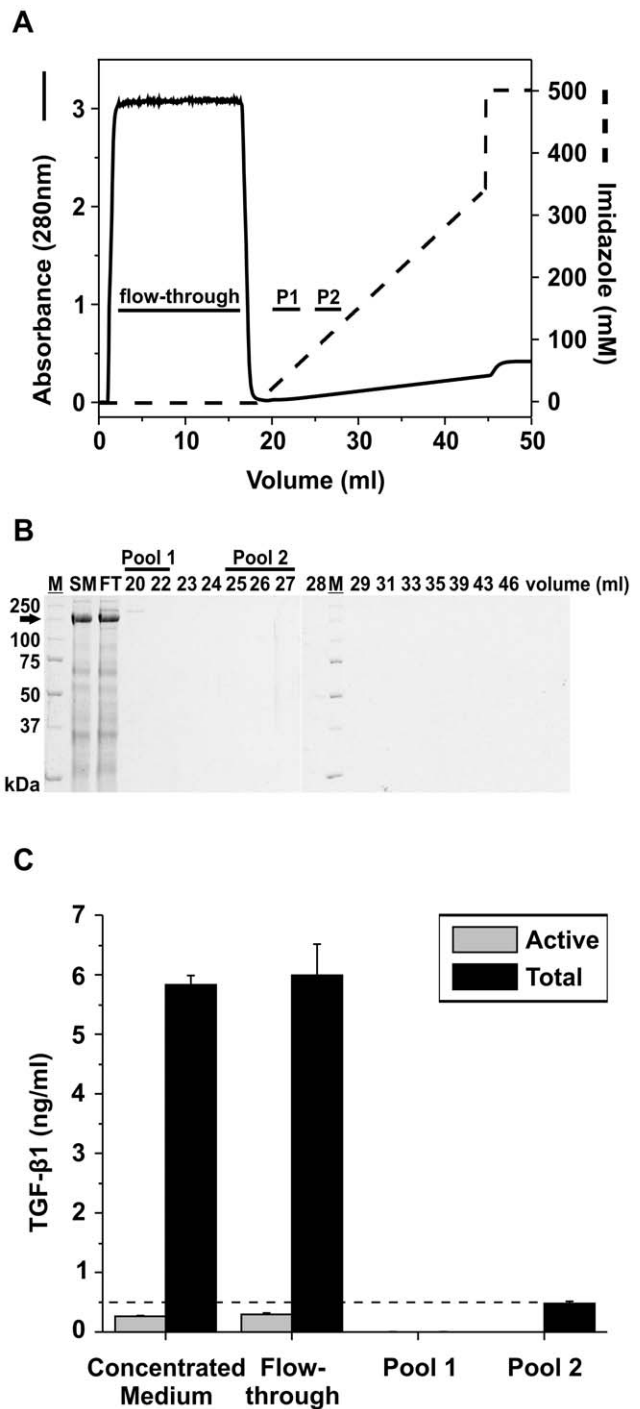 A
Absorbance (280nm)
3
2
1
0
flow-through
P1
P2
500
400
300
200
100
0
Imidazole (mM)
0 10 20 30 40 50
Volume (ml)
B
Pool 1 Pool 2
M SM FT 20 22 23 24 25 26 27 28 M 29 31 33 35 39 43 46 volume (ml)
250
100
75
50
37
kDa
C
7
6
5
4
3
2
1
0
TGF-β1 (ng/ml)
Active
Total
Concentrated Medium
Flow-through
Pool 1
Pool 2